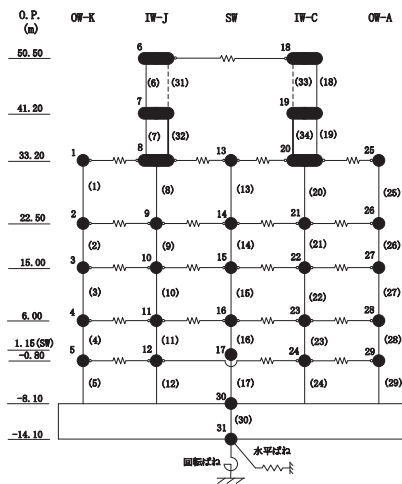 O.P. OW-K IW-J SW IW-C OW-A
(m)
6 18
50.50
(6) (31) (33) (18)
7 19
41.20
(7) (32) (34) (19)
1 8 13 20 25
33.20
(1) (8) (13) (20) (25)
2 9 14 21 26
22.50
(2) (9) (14) (21) (26)
3 10 15 22 27
15.00
(3) (10) (15) (22) (27)
4 11 16 23 28
6.00
(4) (11) (16) (23) (28)
1.15(SW)
5 12 17 24 29
-0.80
(5) (12) (17) (24) (29)
30
-8.10
(30)
31
-14.10
水平ばね
回転ばね